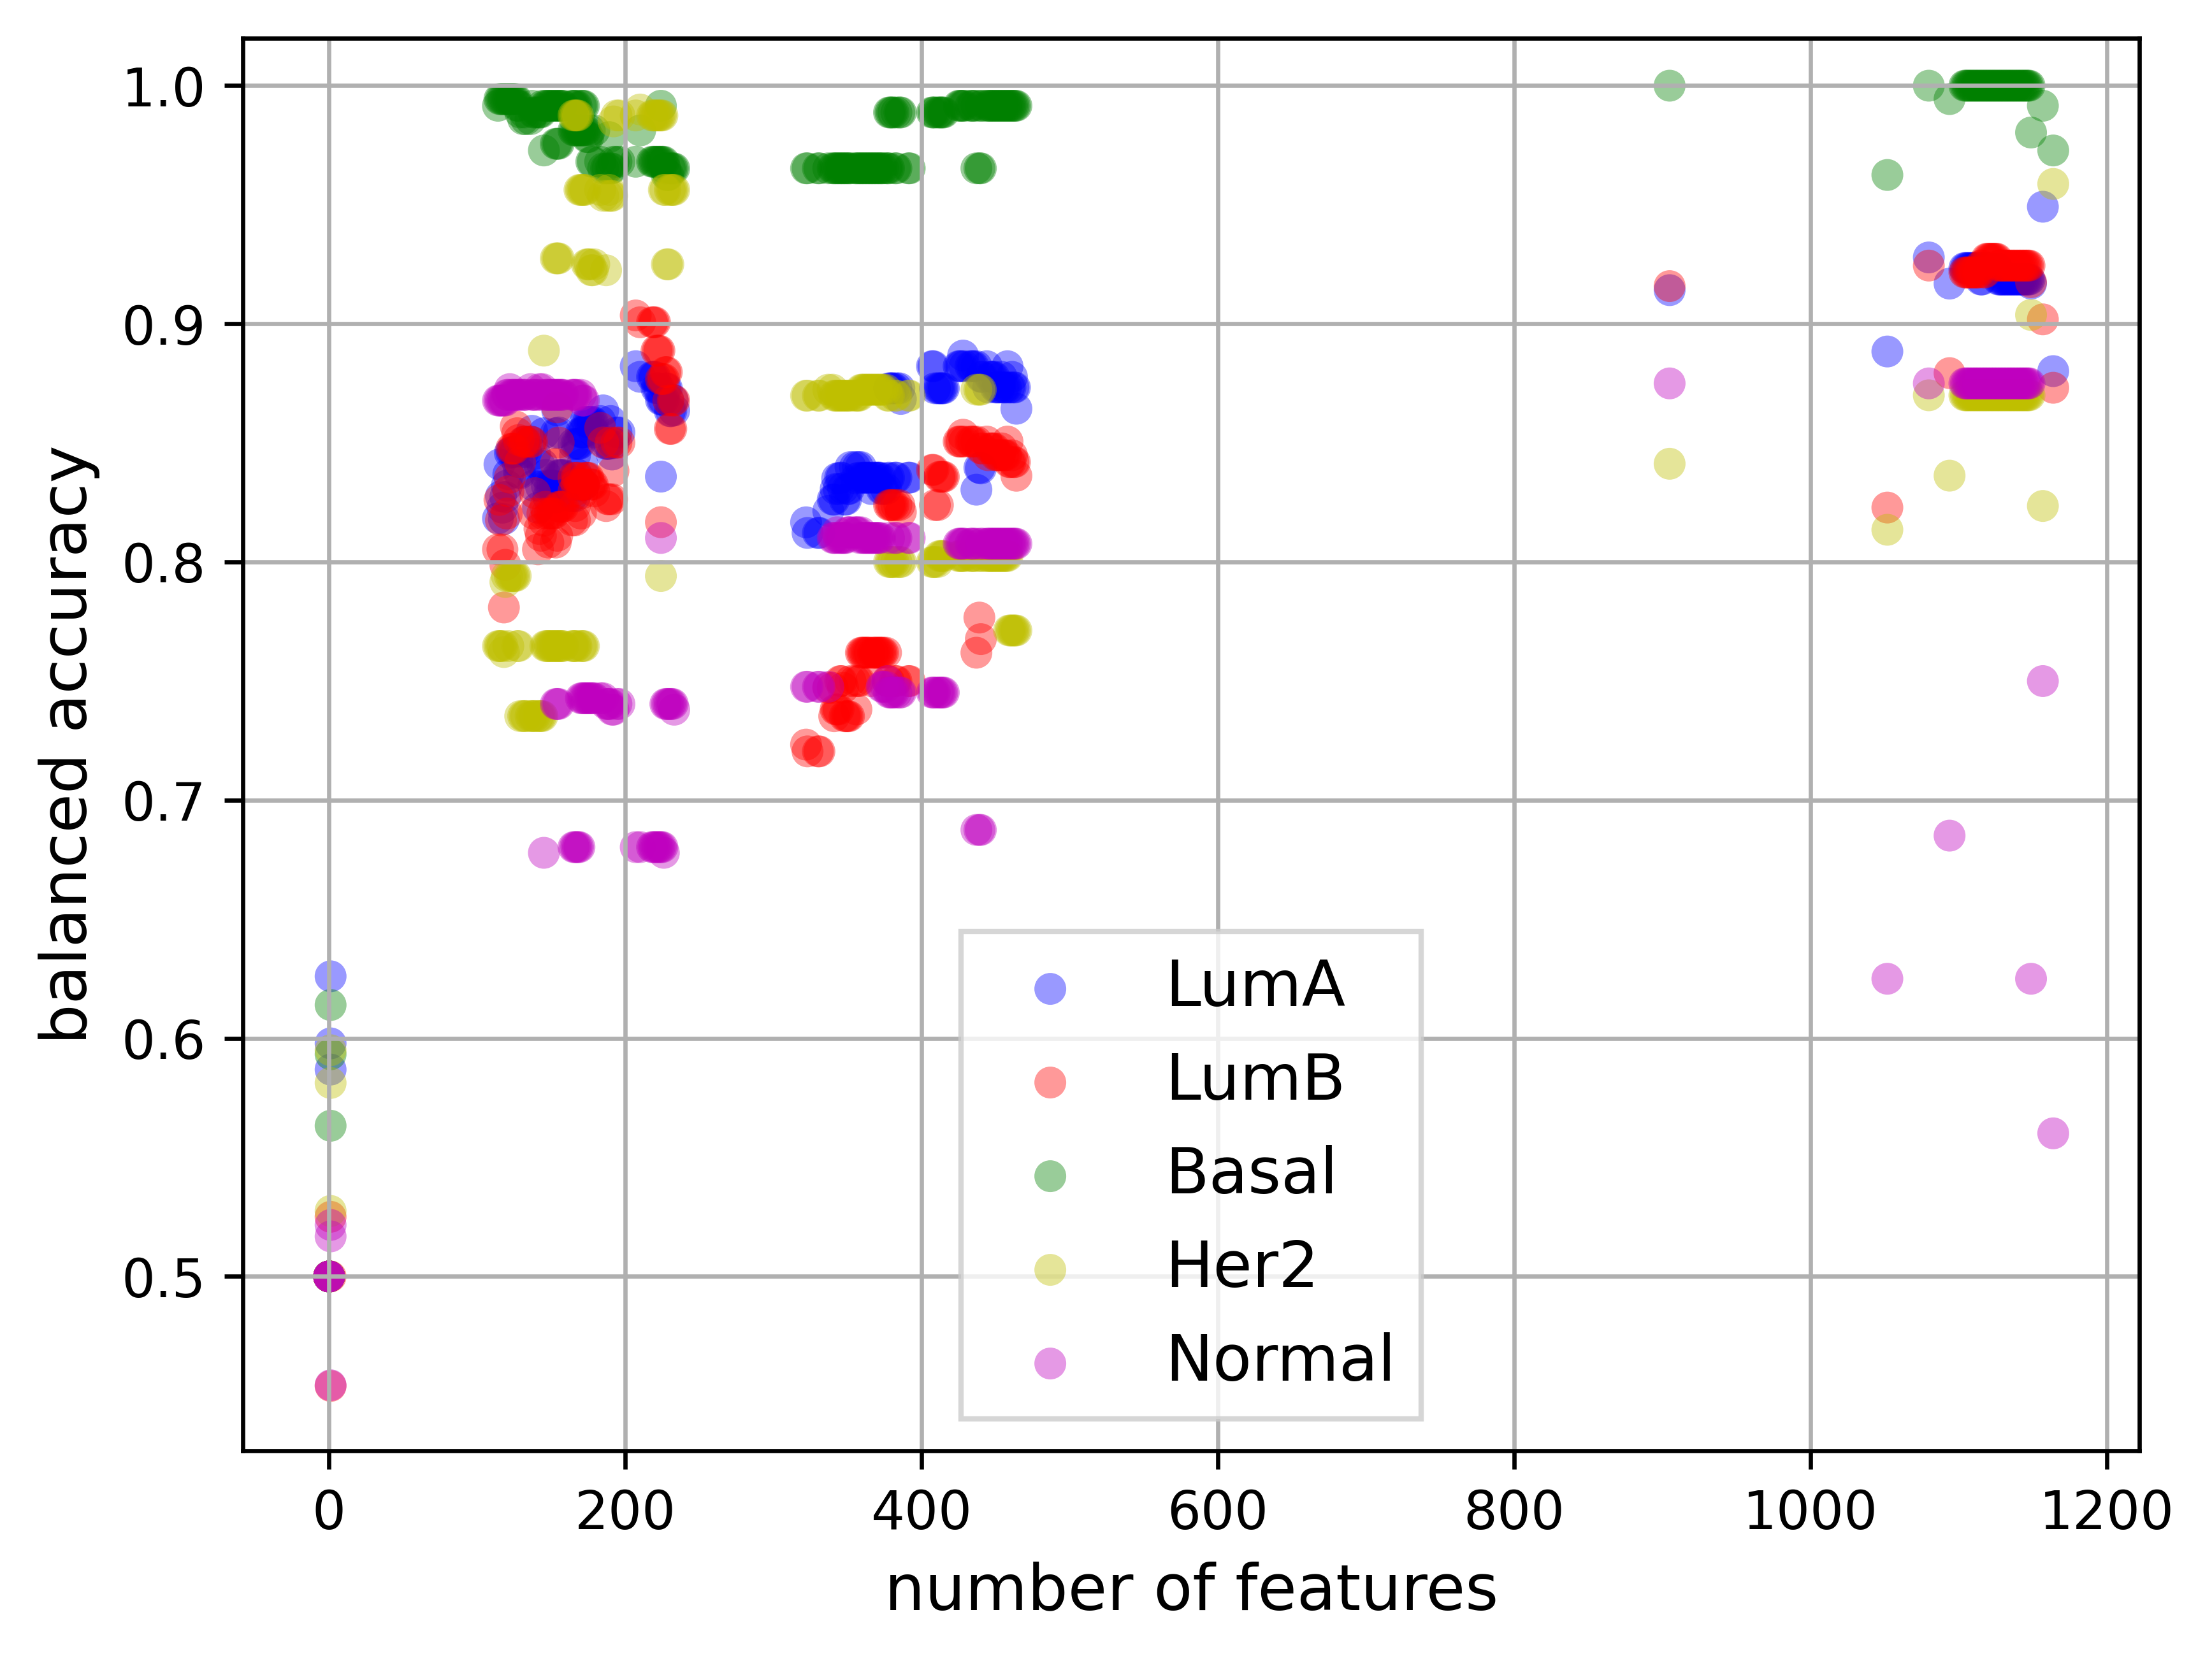 1.0
0.9
0.8
0.7
0.6
0.5
balanced accuracy
LumA
LumB
Basal
Her2
Normal
0 200 400 600 800 1000 1200
number of features